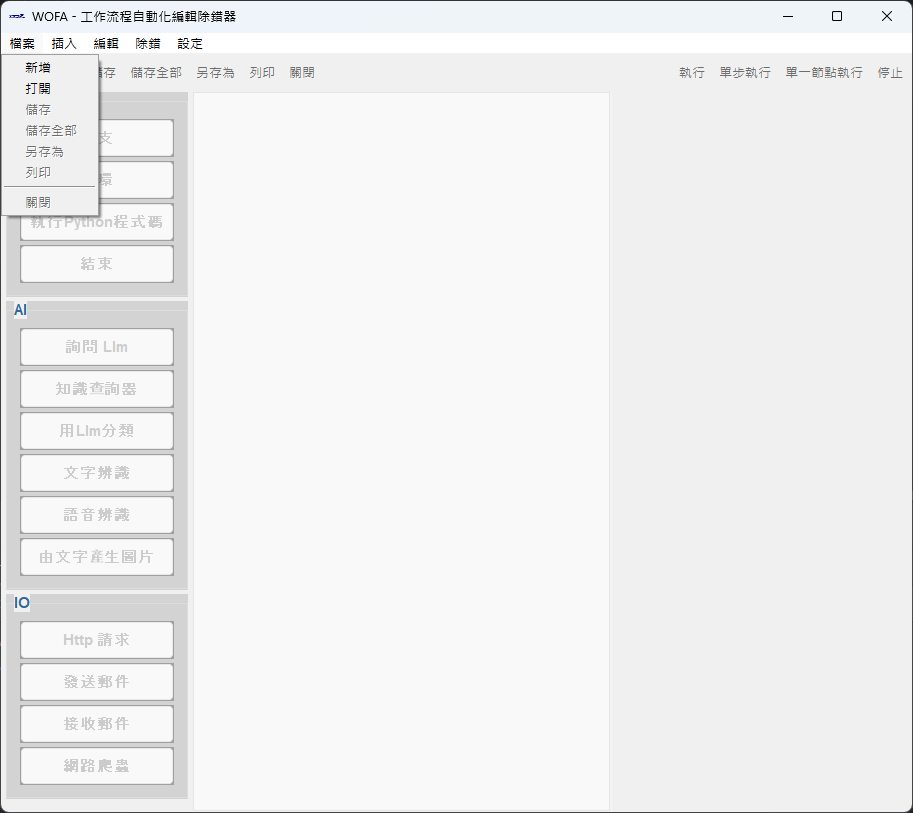 WOFA - 工作流程自動化編輯除錯器
檔案 插入 編輯 除錯 設定
存 儲存全部 另存為 列印 關閉 執行 單步執行 單一節點執行 停止
新增
打開
儲存
儲存全部
另存為
列印
關閉
支
環
執行Python程式碼
結束
AI
詢問 Llm
知識查詢器
用Llm分類
文字辨識
語音辨識
由文字產生圖片
IO
Http 請求
發送郵件
接收郵件
網路爬蟲